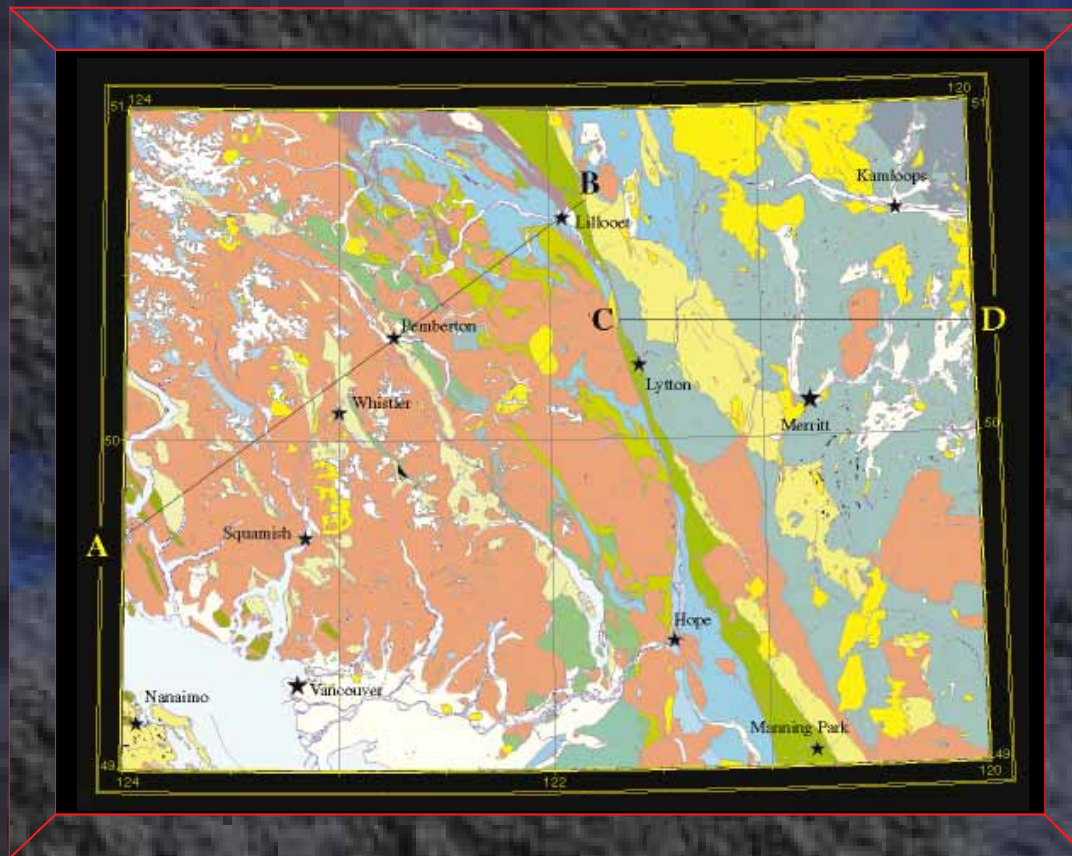 51 124
120
51
Kamloops
B
Lillooet
C
D
Pemberton
Lytton
Whistler
Merritt
50
50
Squamish
A
Hope
Nanaimo
Vancouver
Manning Park
49
49
124
122
120